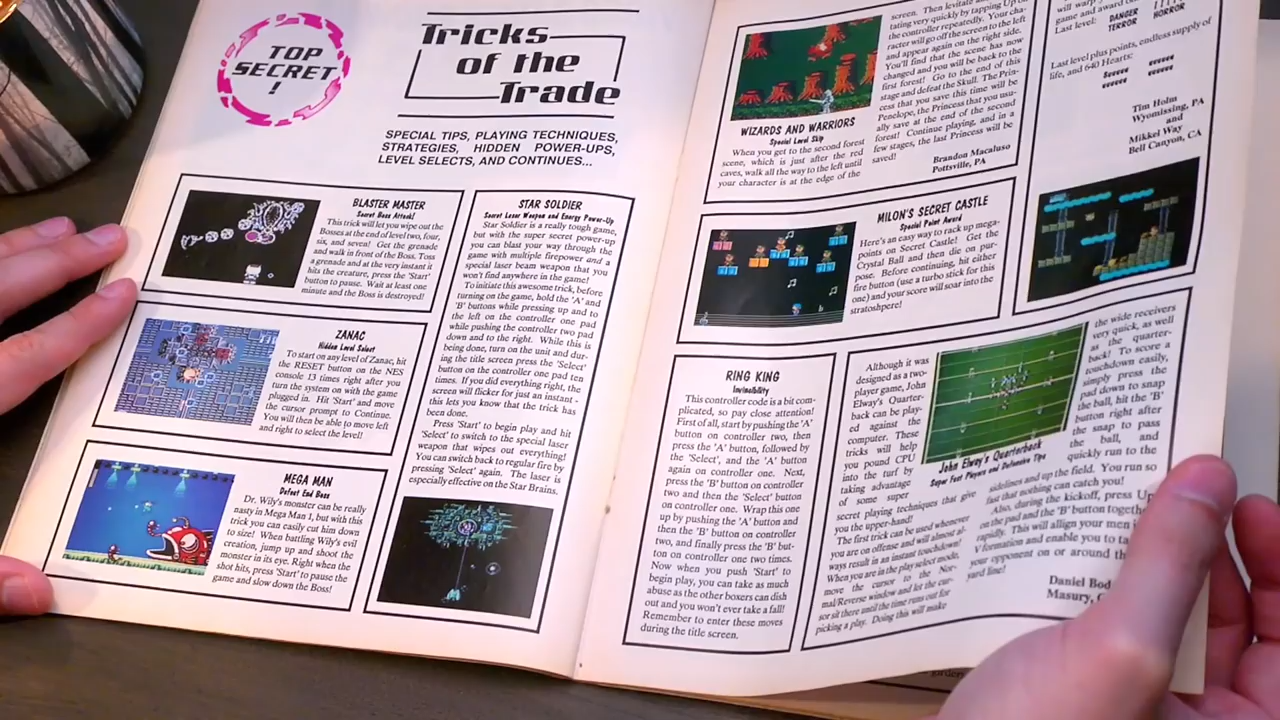 TOP
SECRET
!
Tricks
of the
Trade
SPECIAL TIPS, PLAYING TECHNIQUES,
STRATEGIES, HIDDEN POWER-UPS,
LEVEL SELECTS, AND CONTINUES...
BLASTER MASTER
Secret Boss Attack!
This trick will let you wipe out the
Bosses at the end of level two, four,
six, and seven! Get the grenade
and walk in front of the Boss. Toss
a grenade and at the very instant it
hits the creature, press the 'Start'
button to pause. Wait at least one
minute and the Boss is destroyed!
ZANAC
Hidden Level Select
To start on any level of Zanac, hit
the RESET button on the NES
console 13 times right after you
turn the system on with the game
plugged in. Hit 'Start' and move
the cursor prompt to Continue.
You will then be able to move left
and right to select the level!
MEGA MAN
Defeat End Boss
Dr. Wily's monster can be really
nasty in Mega Man 1, but with this
trick you can easily cut him down
to size! When battling Wily's evil
creation, jump up and shoot the
monster in its eye. Right when the
shot hits, press 'Start' to pause the
game and slow down the Boss!
STAR SOLDIER
Secret Laser Weapon and Energy Power-Up
Star Soldier is a really tough game,
but with the super secret power-up
you can blast your way through the
game with multiple firepower and a
special laser beam weapon that you
won't find anywhere in the game!
To initiate this awesome trick, before
turning on the game, hold the 'A' and
'B' buttons while pressing up and to
the left on the controller one pad
while pushing the controller two pad
down and to the right. While this is
being done, turn on the unit and dur-
ing the title screen press the 'Select'
button on the controller one pad ten
times. If you did everything right, the
screen will flicker for just an instant -
this lets you know that the trick has
been done.
Press 'Start' to begin play and hit
'Select' to switch to the special laser
weapon that wipes out everything!
You can switch back to regular fire by
pressing 'Select' again. The laser is
especially effective on the Star Brains.
WIZARDS AND WARRIORS
Special Level Skip
When you get to the second forest
scene, which is just after the red
caves, walk all the way to the left until
your character is at the edge of the
screen. Then levitate
rating very quickly by tapping Up on
the controller repeatedly. Your cha-
racter will go off the screen to the left
and appear again on the right side.
You'll find that the scene has now
changed and you will be back to the
first forest! Go to the end of this
stage and defeat the Skull. The Prin-
cess that you save this time will be
Penelope, the Princess that you usu-
ally save at the end of the second
forest! Continue playing, and in a
few stages, the last Princess will be
saved!
Brandon Macaluso
Pottsville, PA
MILON'S SECRET CASTLE
Special Point Award
Here's an easy way to rack up mega-
points on Secret Castle! Get the
Crystal Ball and then die on pur-
pose. Before continuing, hit either
fire button (use a turbo stick for this
one) and your score will soar into the
stratosphere!
will warp
game and award
Last level:
DANGER
TERROR
HORROR
Last level plus points, endless supply of
life, and 640 Hearts:
Tim Holm
Wyomissing, PA
and
Mikkel Way
Bell Canyon, CA
RING KING
Invincibility
This controller code is a bit com-
plicated, so pay close attention!
First of all, start by pushing the 'A'
button on controller two, then
press the 'A' button, followed by
the 'Select', and the 'A' button
again on controller one. Next,
press the 'B' button on controller
two and then the 'Select' button
on controller one. Wrap this one
up by pushing the 'A' button and
then the 'B' button on controller
two, and finally press the 'B' but-
ton on controller one two times.
Now when you push 'Start' to
begin play, you can take as much
abuse as the other boxers can dish
out and you won't ever take a fall!
Remember to enter these moves
during the title screen.
Although it was
designed as a two-
player game, John
Elway's Quarter-
back can be play-
ed against the
computer. These
tricks will help
you pound CPU
into the turf by
taking advantage
of some super
secret playing techniques that give
you the upper-hand!
The first trick can be used whenever
you are on offense and will almost al-
ways result in an instant touchdown!
When you are in the play select mode,
move the cursor to the Nor-
mal/Reverse window and let the cur-
sor sit there until the time runs out for
picking a play. Doing this will make
John Elway's Quarterback
Super Fast Players and Defensive Tips
the wide receivers
very quick, as well
as the quarter-
back! To score a
touchdown easily,
simply press the
pad down to snap
the ball, hit the 'B'
button right after
the snap to pass
the ball, and
quickly run to the
sidelines and up the field. You run so
fast that nothing can catch you!
Also, during the kickoff, press Up
on the pad and the 'B' button togethe
rapidly. This will allign your men
V formation and enable you to ta
your opponent on or around th
yard line!
Daniel Bod
Masury,